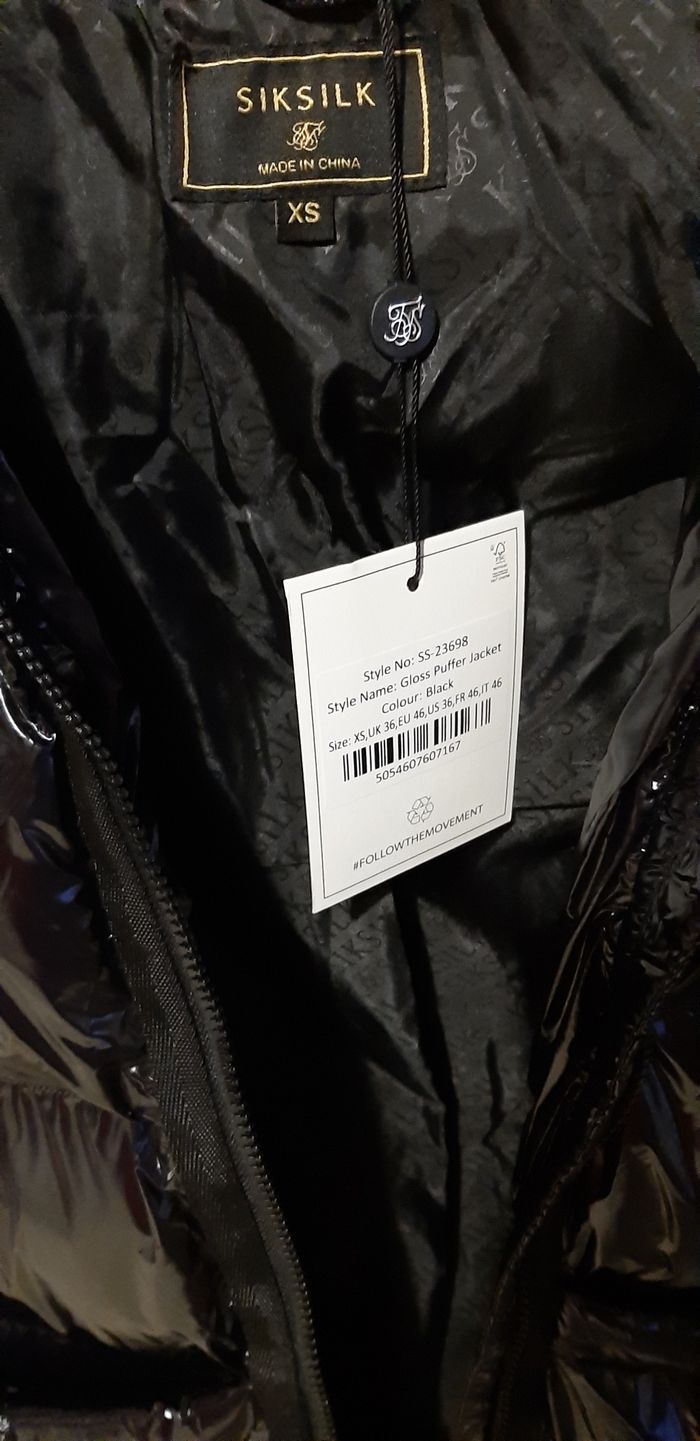 SIKSILK
MADE IN CHINA
XS
Style No: SS-23698
Style Name: Gloss Puffer Jacket
Colour: Black
Size: XS,UK 36,EU 46,US 36,FR 46,IT 46
5054607607167
#FOLLOWTHEMOVEMENT